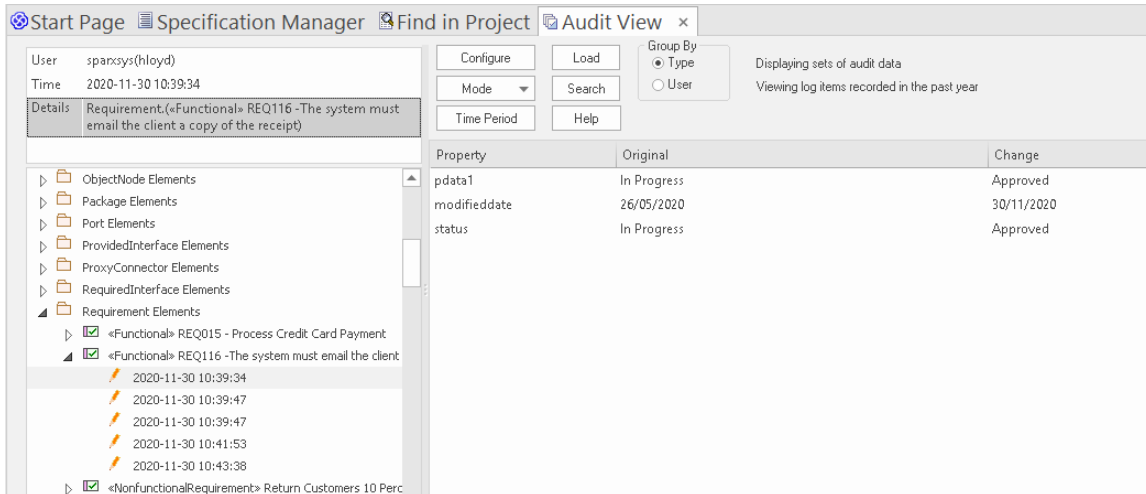 Start Page Specification Manager Find in Project Audit View ×
User sparxsys(hloyd)
Time 2020-11-30 10:39:34
Details Requirement.(«Functional» REQ116 -The system must
email the client a copy of the receipt)
Configure Load
Mode Search
Time Period Help
Group By
Type
User
Displaying sets of audit data
Viewing log items recorded in the past year
ObjectNode Elements
Package Elements
Port Elements
ProvidedInterface Elements
ProxyConnector Elements
RequiredInterface Elements
Requirement Elements
«Functional» REQ015 - Process Credit Card Payment
«Functional» REQ116 -The system must email the client
2020-11-30 10:39:34
2020-11-30 10:39:47
2020-11-30 10:39:47
2020-11-30 10:41:53
2020-11-30 10:43:38
«NonfunctionalRequirement» Return Customers 10 Perc
Property Original Change
pdata1 In Progress Approved
modifieddate 26/05/2020 30/11/2020
status In Progress Approved